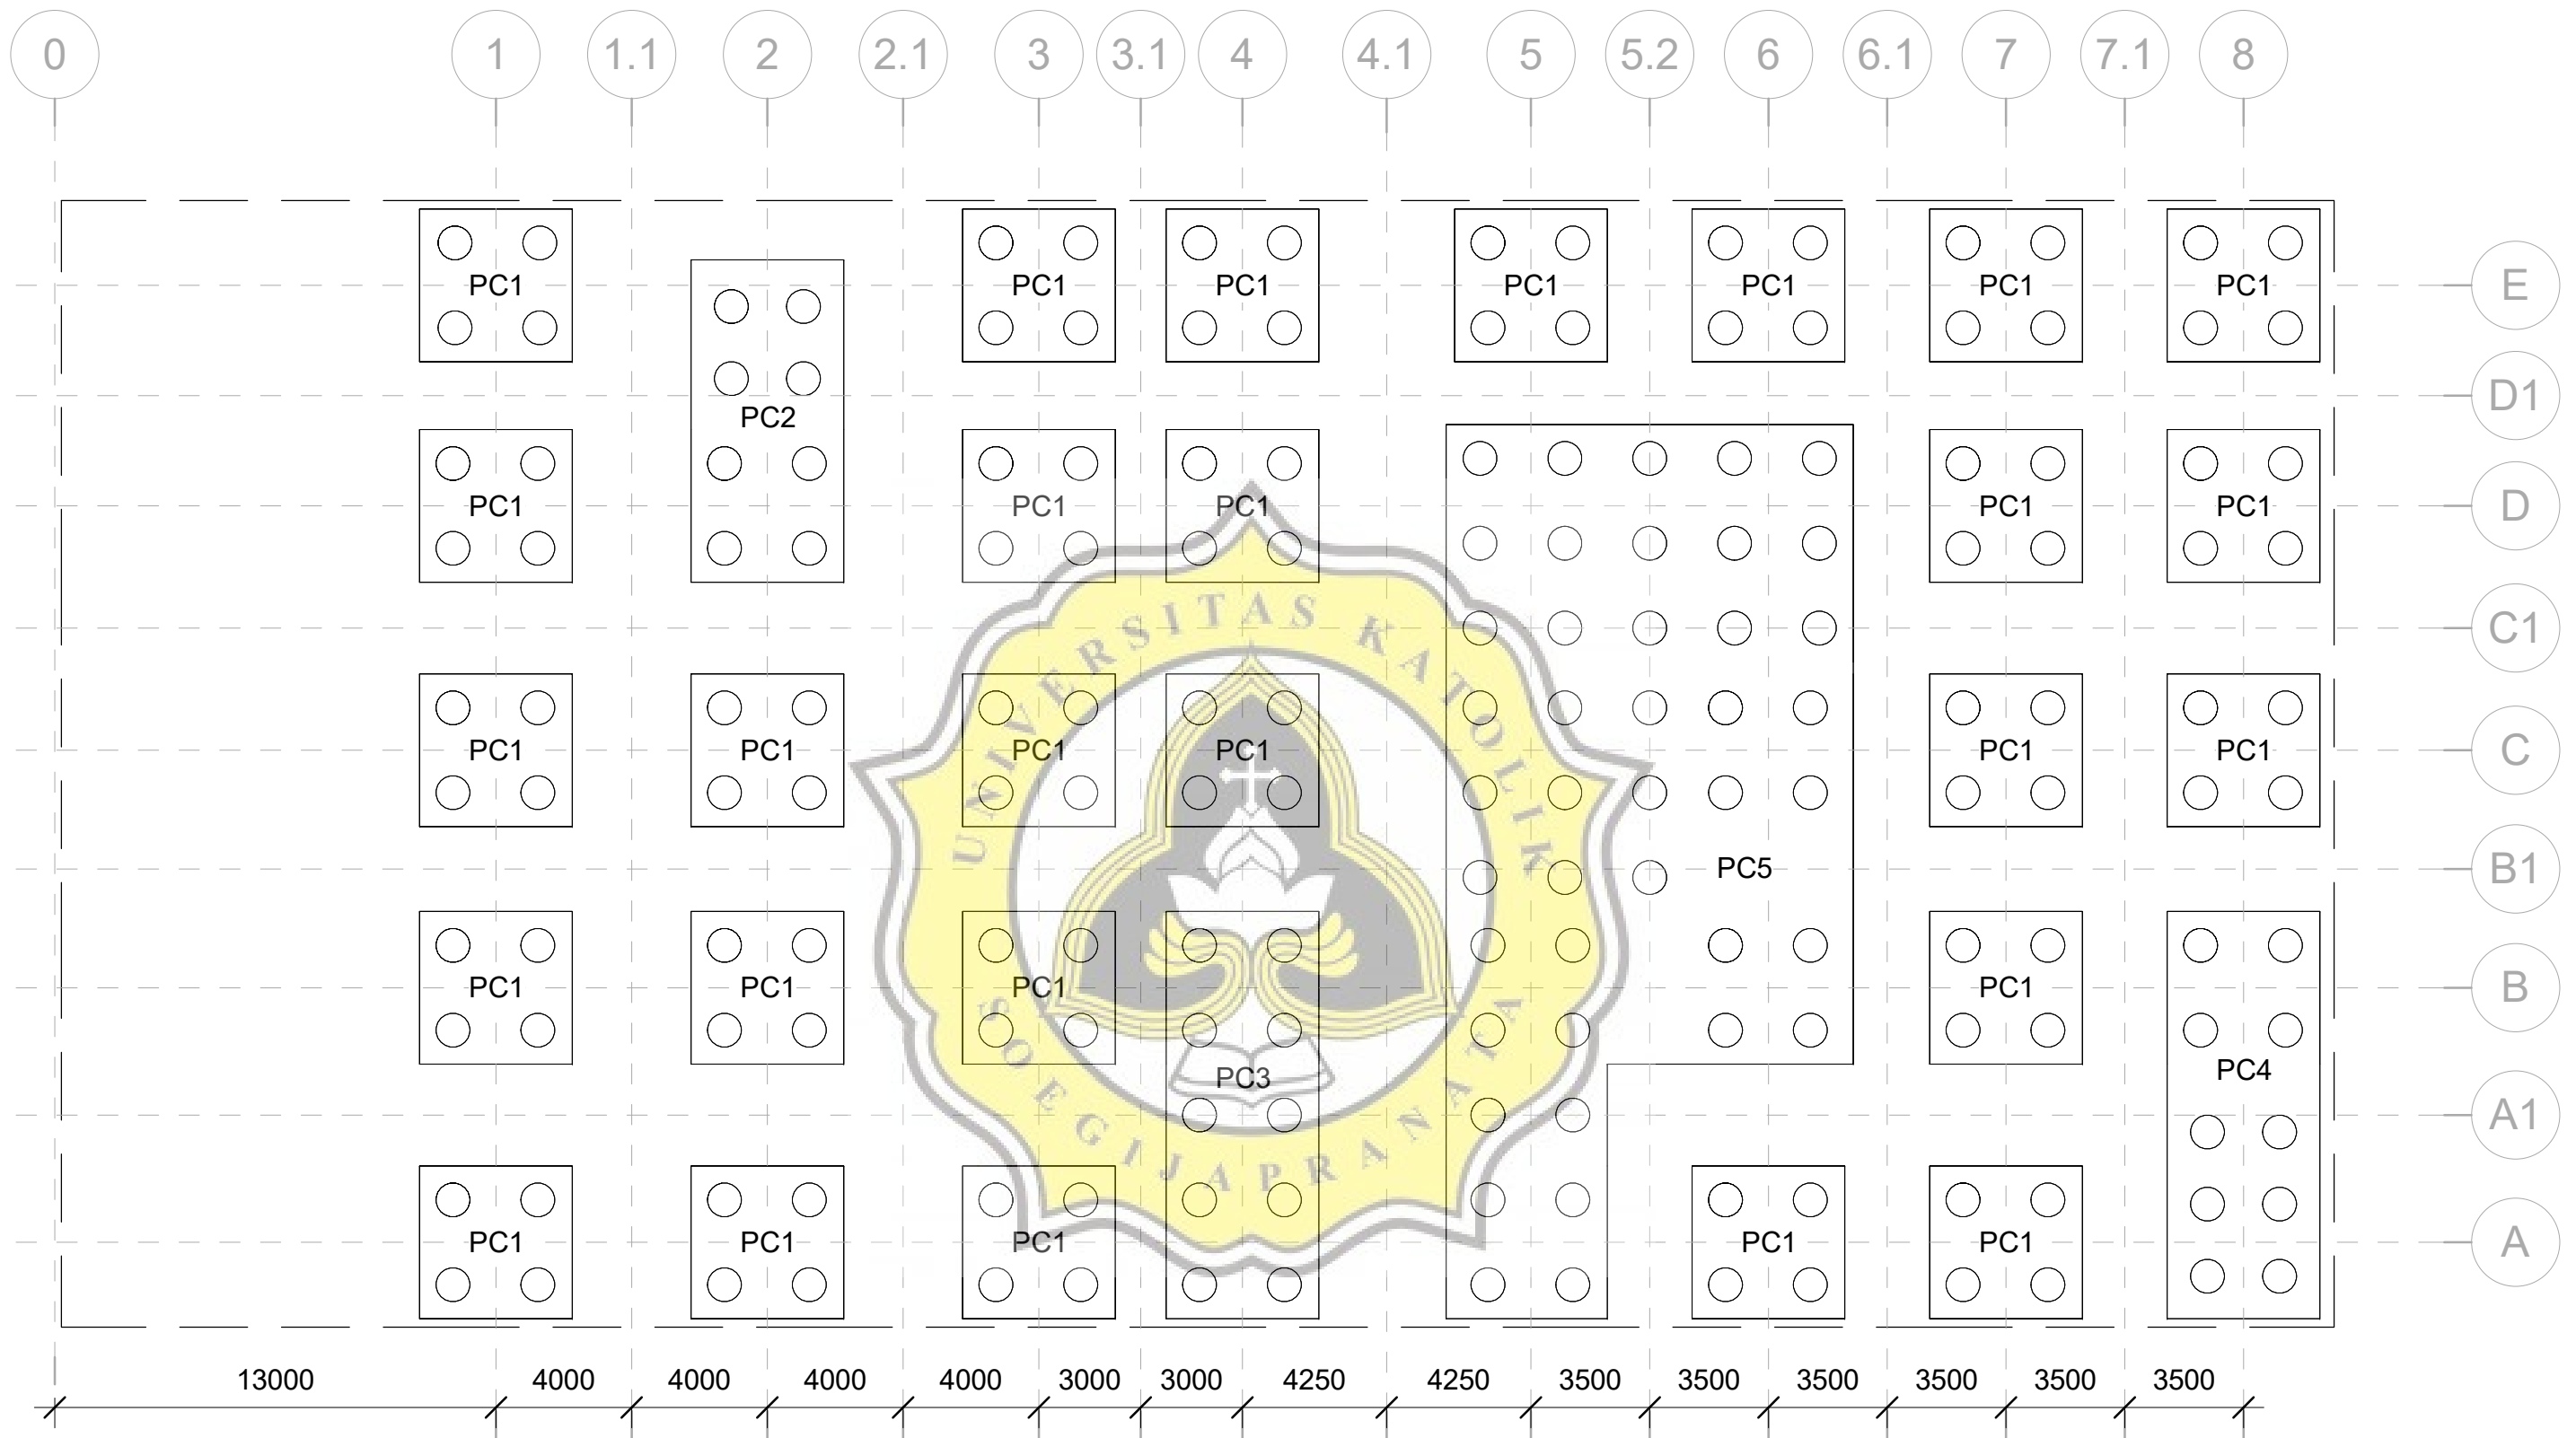 0 1 1.1 2 2.1 3 3.1 4 4.1 5 5.2 6 6.1 7 7.1 8
PC1 PC1 PC1 PC1 PC1 PC1 PC1 E
D1
PC2
PC1 PC1 PC1 PC1 PC1 D
UNIVERSITAS KATOLIK
C1
PC1 PC1 PC1 PC1 PC1 PC1 C
PC5 B1
PC1 PC1 PC1 PC1 B
PC3 PC4
SOEGIJAPRANATA
A1
PC1 PC1 PC1 PC1 PC1 A
13000 4000 4000 4000 4000 3000 3000 4250 4250 3500 3500 3500 3500 3500 3500